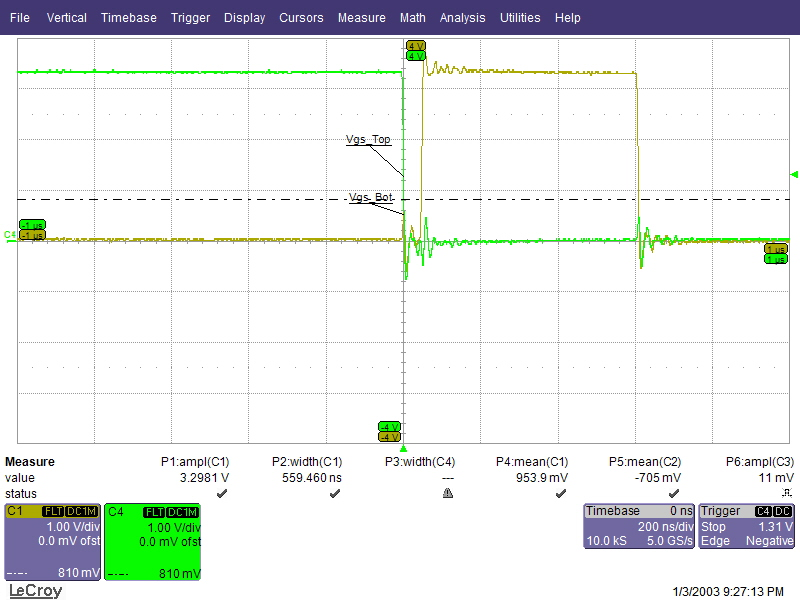 File Vertical Timebase Trigger Display Cursors Measure Math Analysis Utilities Help
4 V
4 V
Vgs_Top
Vgs_Bot
-1 µs
C4
-1 µs
1 µs
1 µs
-4 V
-4 V
Measure P1:ampl(C1) P2:width(C1) P3:width(C4) P4:mean(C1) P5:mean(C2) P6:ampl(C3)
value 3.2981 V 559.460 ns --- 953.9 mV -705 mV 11 mV
status
C1 FLT DC1M C4 FLT DC1M Timebase 0 ns Trigger C4 DC
1.00 V/div 1.00 V/div 200 ns/div Stop 1.31 V
0.0 mV ofst 0.0 mV ofst 10.0 kS 5.0 GS/s Edge Negative
810 mV 810 mV
LeCroy 1/3/2003 9:27:13 PM